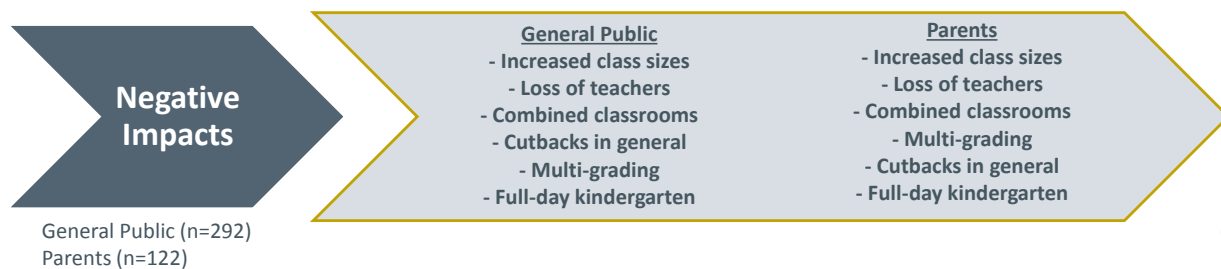 Negative
Impacts
General Public (n=292)
Parents (n=122)
General Public
- Increased class sizes
- Loss of teachers
- Combined classrooms
- Cutbacks in general
- Multi-grading
- Full-day kindergarten
Parents
- Increased class sizes
- Loss of teachers
- Combined classrooms
- Multi-grading
- Cutbacks in general
- Full-day kindergarten